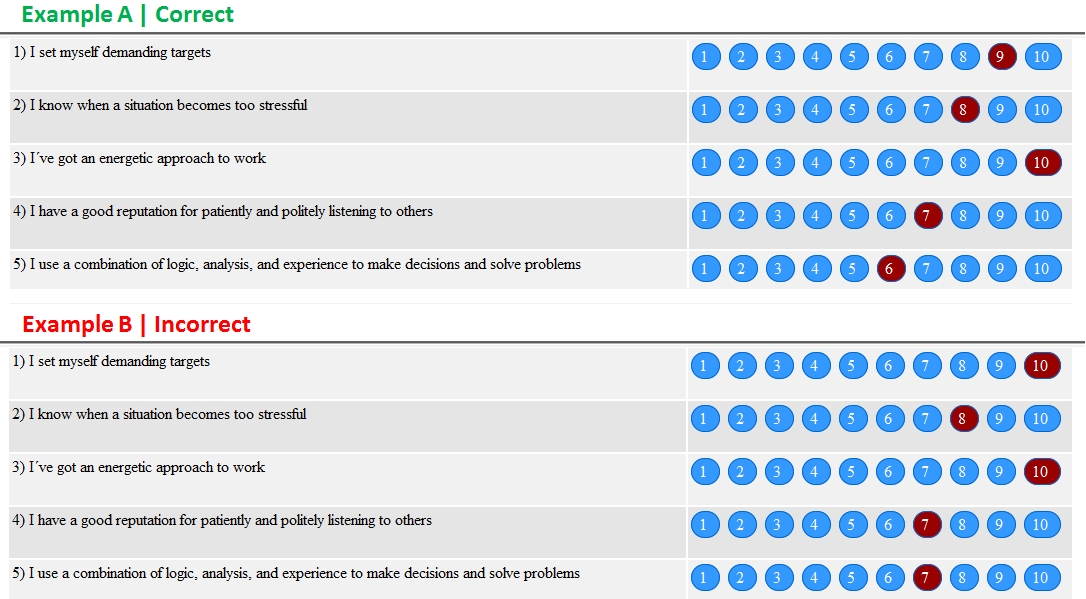 Example A | Correct
1) I set myself demanding targets 1 2 3 4 5 6 7 8 9 10
2) I know when a situation becomes too stressful 1 2 3 4 5 6 7 8 9 10
3) I´ve got an energetic approach to work 1 2 3 4 5 6 7 8 9 10
4) I have a good reputation for patiently and politely listening to others 1 2 3 4 5 6 7 8 9 10
5) I use a combination of logic, analysis, and experience to make decisions and solve problems 1 2 3 4 5 6 7 8 9 10
Example B | Incorrect
1) I set myself demanding targets 1 2 3 4 5 6 7 8 9 10
2) I know when a situation becomes too stressful 1 2 3 4 5 6 7 8 9 10
3) I´ve got an energetic approach to work 1 2 3 4 5 6 7 8 9 10
4) I have a good reputation for patiently and politely listening to others 1 2 3 4 5 6 7 8 9 10
5) I use a combination of logic, analysis, and experience to make decisions and solve problems 1 2 3 4 5 6 7 8 9 10